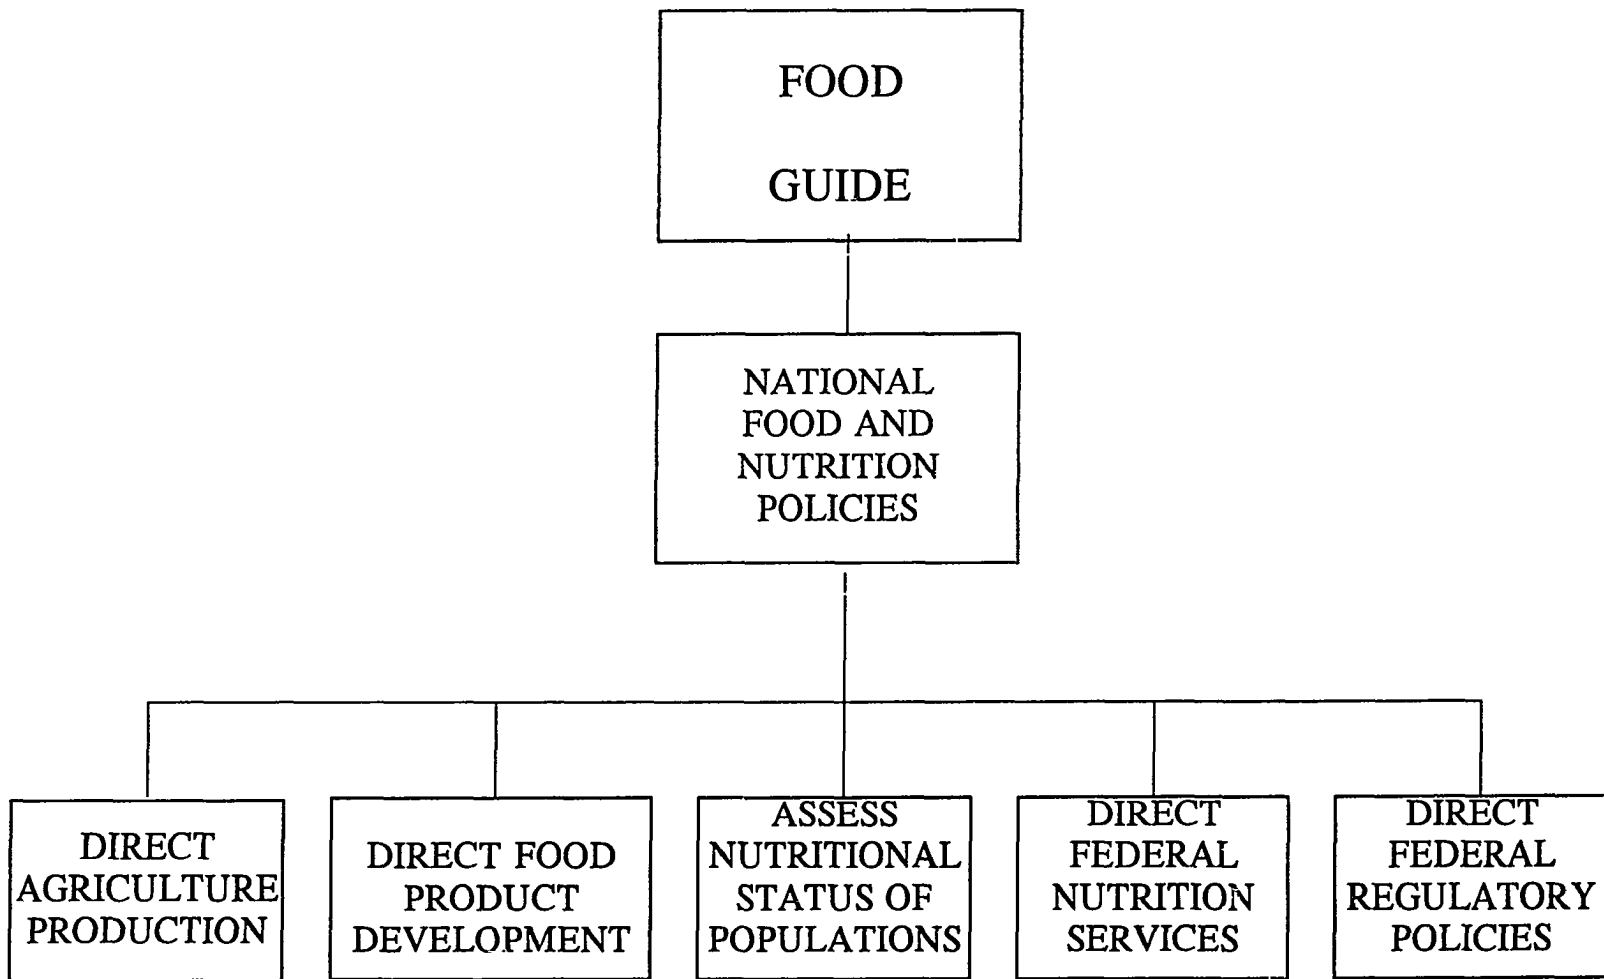 FOOD
GUIDE
NATIONAL
FOOD AND
NUTRITION
POLICIES
DIRECT
AGRICULTURE
PRODUCTION
DIRECT FOOD
PRODUCT
DEVELOPMENT
ASSESS
NUTRITIONAL
STATUS OF
POPULATIONS
DIRECT
FEDERAL
NUTRITION
SERVICES
DIRECT
FEDERAL
REGULATORY
POLICIES